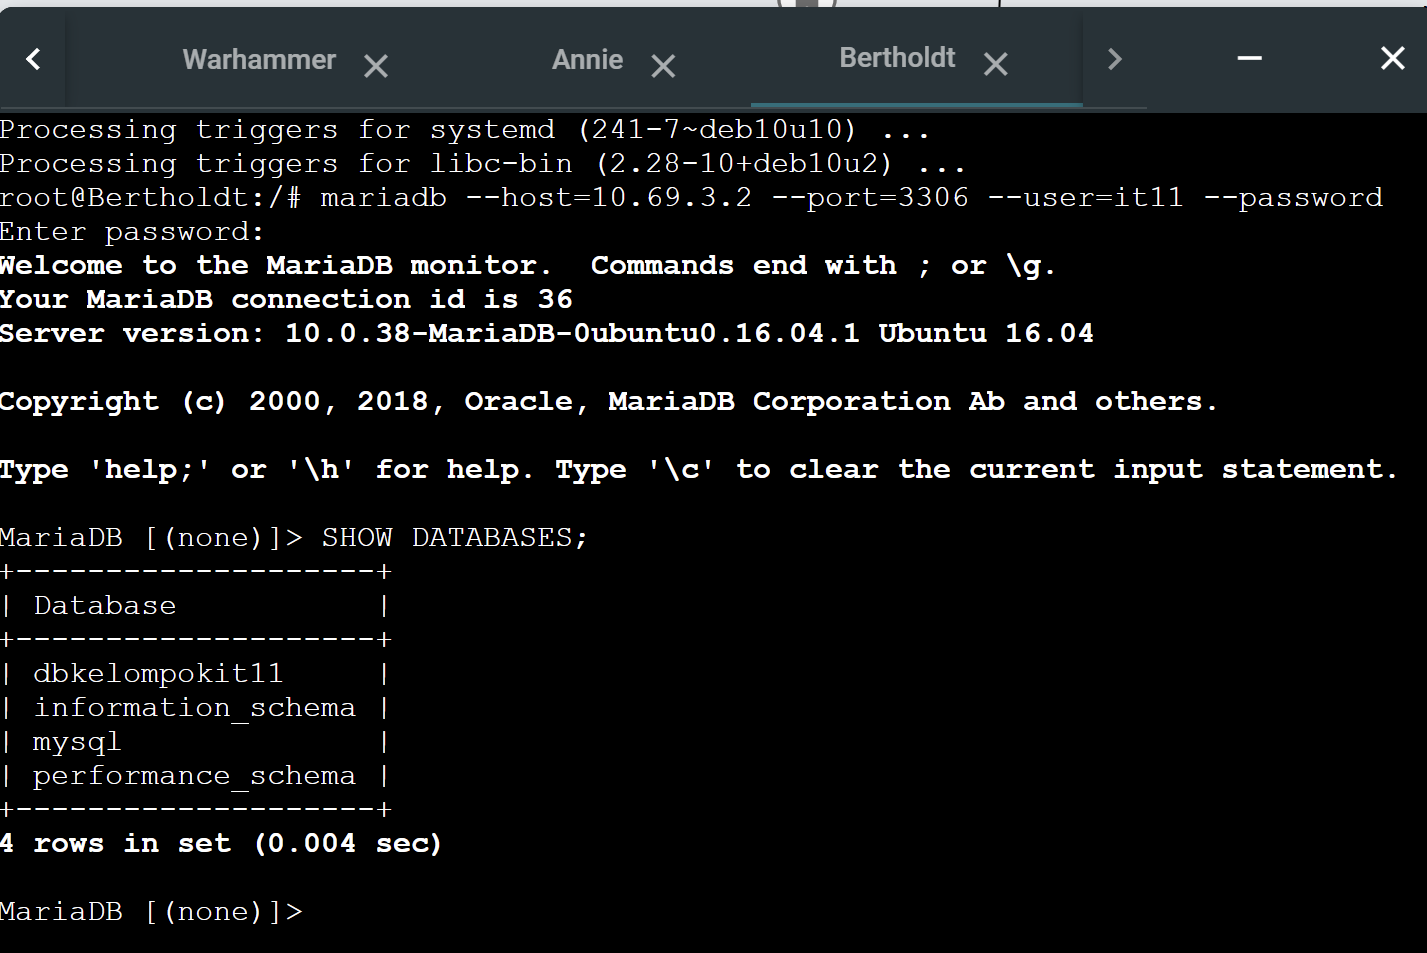 Warhammer Annie Bertholdt
Processing triggers for systemd (241-7~deb10u10) ...
Processing triggers for libc-bin (2.28-10+deb10u2) ...
root@Bertholdt:/# mariadb --host=10.69.3.2 --port=3306 --user=it11 --password
Enter password:
Welcome to the MariaDB monitor.  Commands end with ; or \g.
Your MariaDB connection id is 36
Server version: 10.0.38-MariaDB-0ubuntu0.16.04.1 Ubuntu 16.04
Copyright (c) 2000, 2018, Oracle, MariaDB Corporation Ab and others.
Type 'help;' or '\h' for help. Type '\c' to clear the current input statement.
MariaDB [(none)]> SHOW DATABASES;
+--------------------+
| Database           |
+--------------------+
| dbkelompokit11     |
| information_schema |
| mysql              |
| performance_schema |
+--------------------+
4 rows in set (0.004 sec)
MariaDB [(none)]>